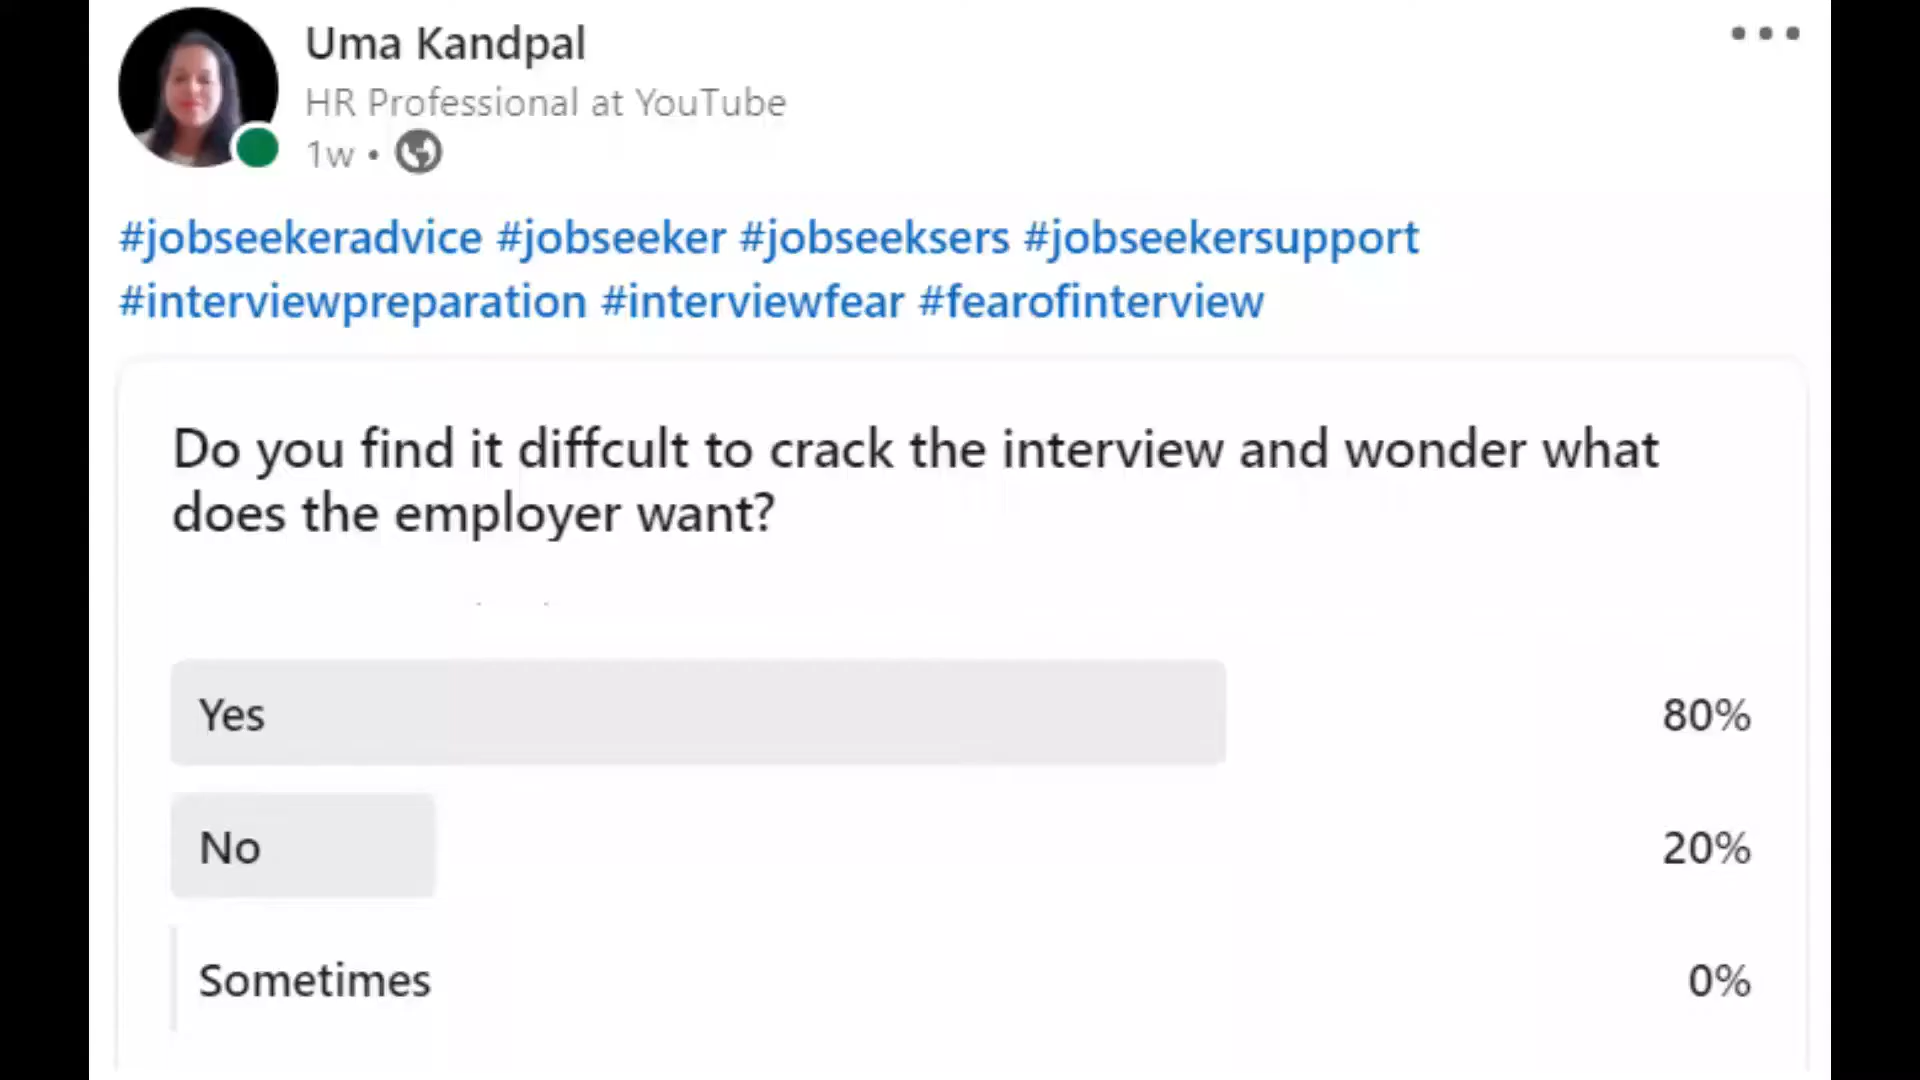 Uma Kandpal
HR Professional at YouTube
1w •
#jobseekeradvice #jobseeker #jobseeksers #jobseekersupport
#interviewpreparation #interviewfear #fearofinterview
Do you find it diffcult to crack the interview and wonder what
does the employer want?
Yes 80%
No 20%
Sometimes 0%